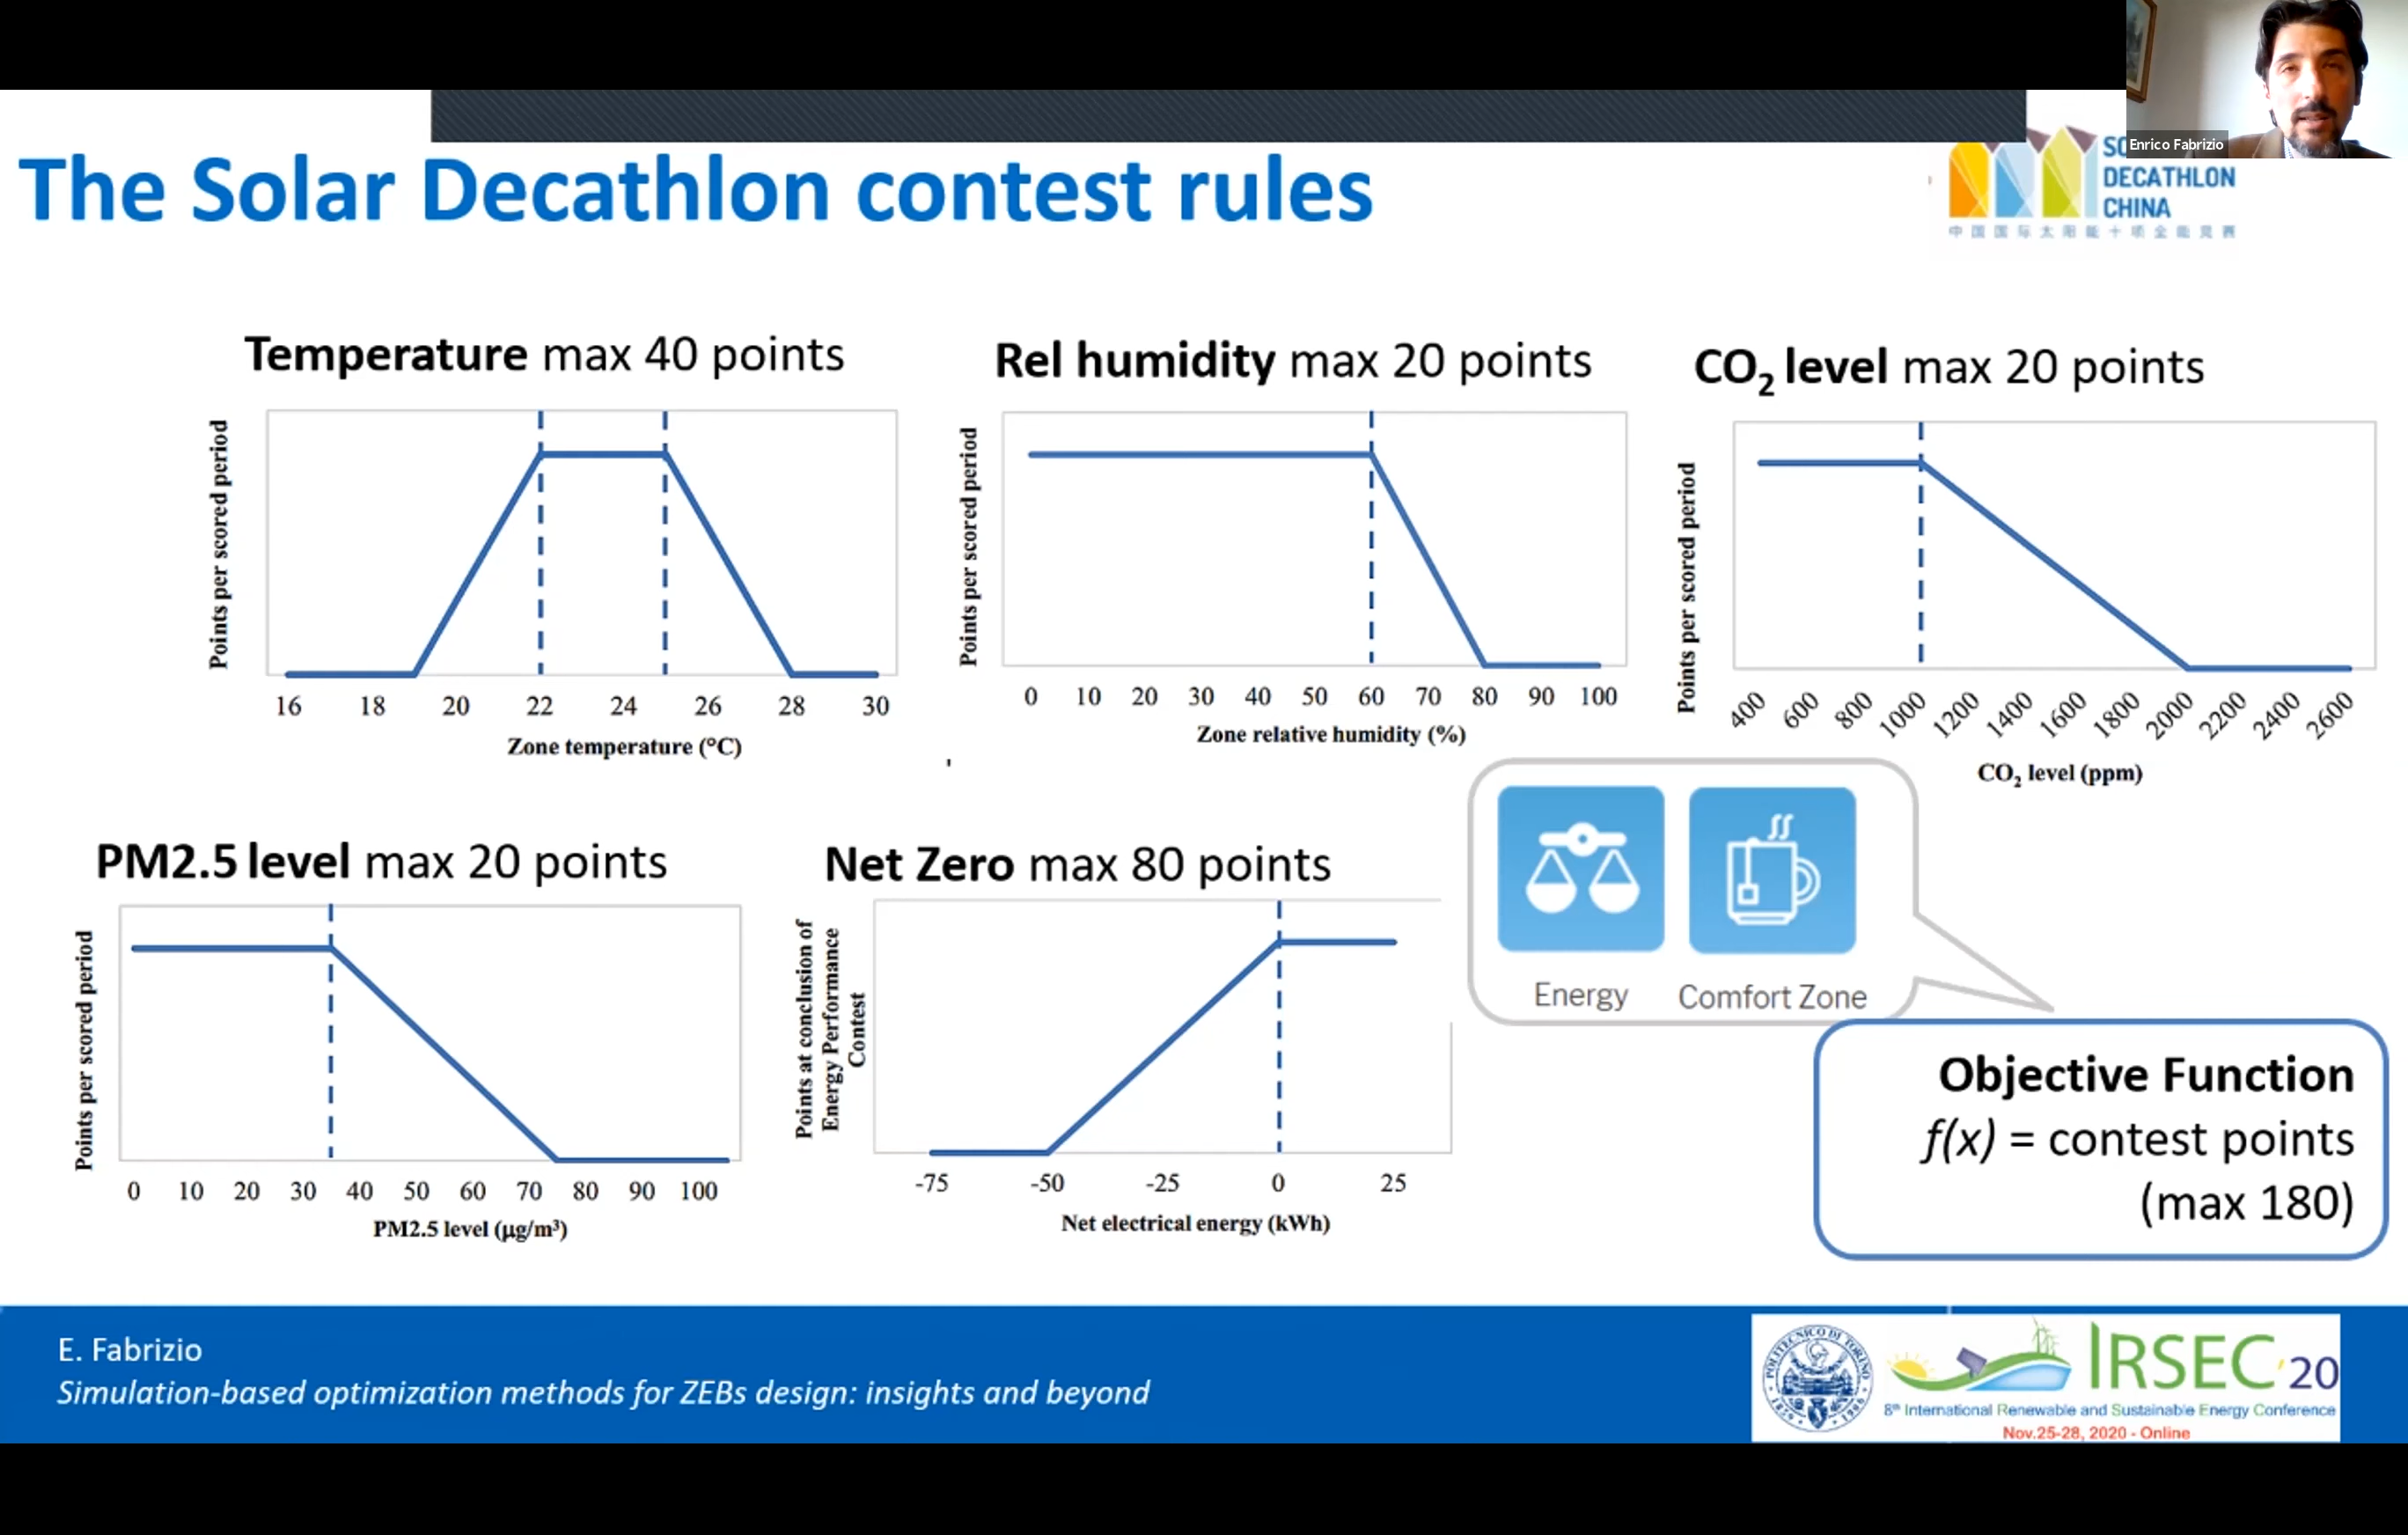 Enrico Fabrizio
The Solar Decathlon contest rules
DECATHLON
CHINA
中国国际太阳能十项全能竞赛
Temperature max 40 points
Points per scored period
16 18 20 22 24 26 28 30
Zone temperature (°C)
Rel humidity max 20 points
Points per scored period
0 10 20 30 40 50 60 70 80 90 100
Zone relative humidity (%)
CO₂ level max 20 points
Points per scored period
400 600 800 1000 1200 1400 1600 1800 2000 2200 2400 2600
CO₂ level (ppm)
PM2.5 level max 20 points
Points per scored period
0 10 20 30 40 50 60 70 80 90 100
PM2.5 level (µg/m³)
Net Zero max 80 points
Points at conclusion of
Energy Performance
Contest
-75 -50 -25 0 25
Net electrical energy (kWh)
Energy Comfort Zone
Objective Function
f(x) = contest points
(max 180)
E. Fabrizio
Simulation-based optimization methods for ZEBs design: insights and beyond
POLITECNICO DI TORINO
IRSEC '20
8th International Renewable and Sustainable Energy Conference
Nov.25-28, 2020 - Online